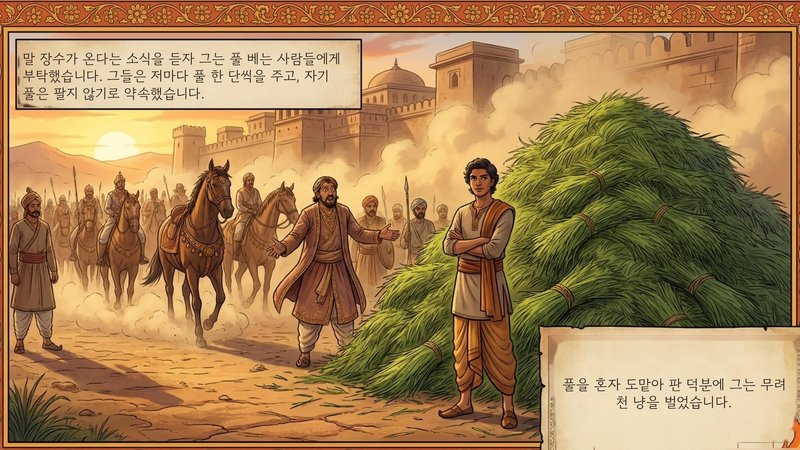 말 장수가 온다는 소식을 듣자 그는 풀 베는 사람들에게
부탁했습니다. 그들은 저마다 풀 한 단씩을 주고, 자기
풀은 팔지 않기로 약속했습니다.
풀을 혼자 도맡아 판 덕분에 그는 무려
천 냥을 벌었습니다.